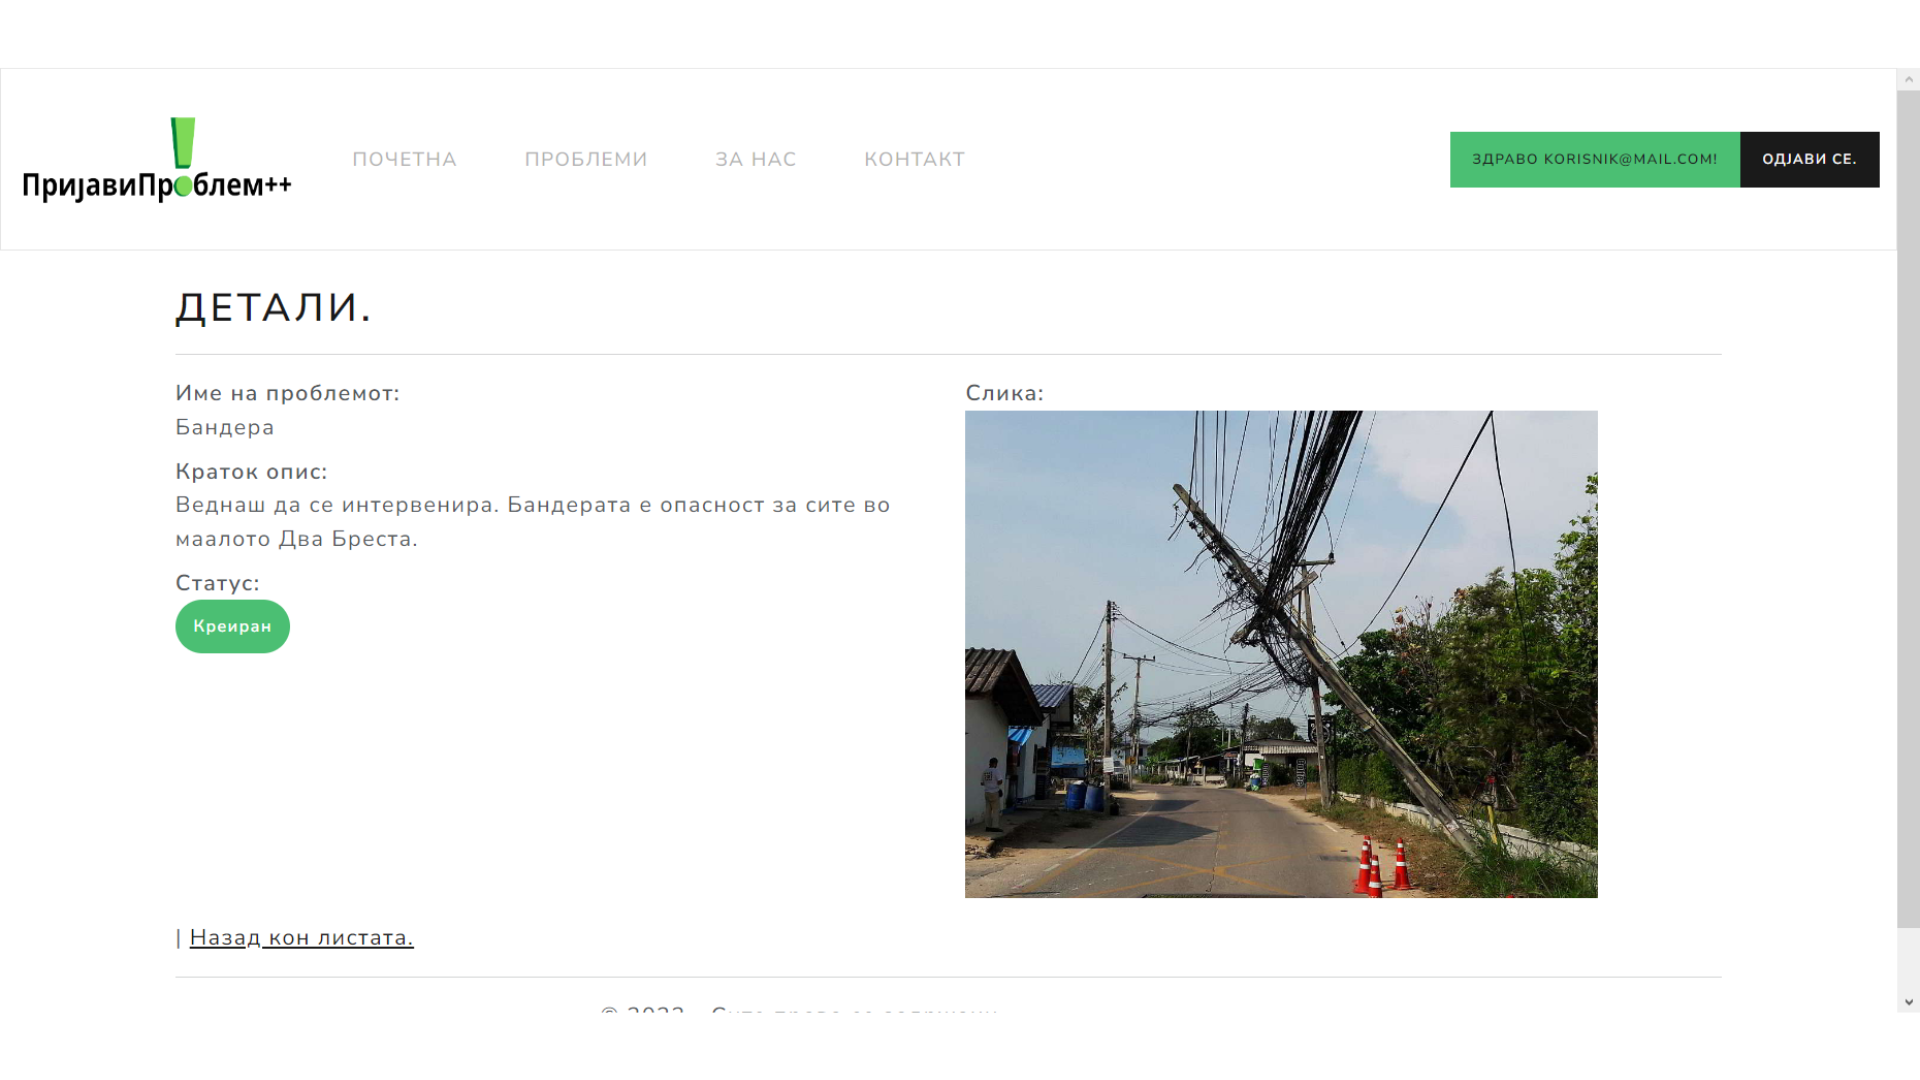 ПријавиПроблем++
ПОЧЕТНА
ПРОБЛЕМИ
ЗА НАС
КОНТАКТ
ЗДРАВО KORISNIK@MAIL.COM!
ОДЈАВИ СЕ.
ДЕТАЛИ.
Име на проблемот:
Бандера
Краток опис:
Веднаш да се интервенира. Бандерата е опасност за сите во
маалото Два Бреста.
Статус:
Креиран
Слика:
| Назад кон листата.